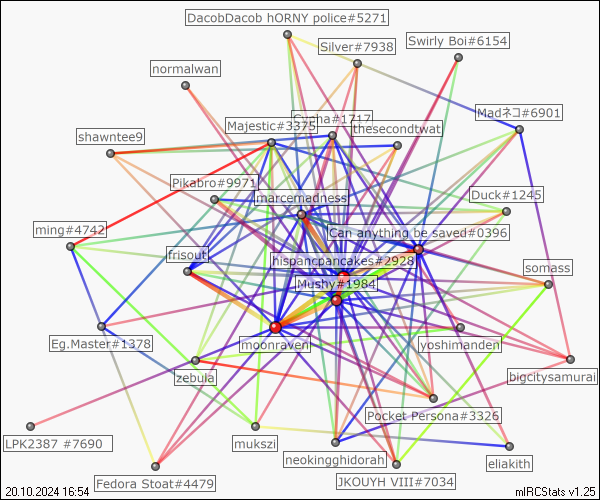 DacobDacob hORNY police#5271
Silver#7938
Swirly Boi#6154
normalwan
Madネコ#6901
Majestic#3375
thesecondtwat
shawntee9
Pikabro#9971
marcemadness
Duck#1245
ming#4742
Can anything be saved#0396
frisout
hispancpancakes#2928
somass
Mushy#1984
Eg.Master#1378
moonraven
yoshimanden
zebula
bigcitysamurai
Pocket Persona#3326
LPK2387 #7690
mukszi
neokingghidorah
eliakith
Fedora Stoat#4479
JKOUYH VIII#7034
20.10.2024 16:54
mIRCStats v1.25